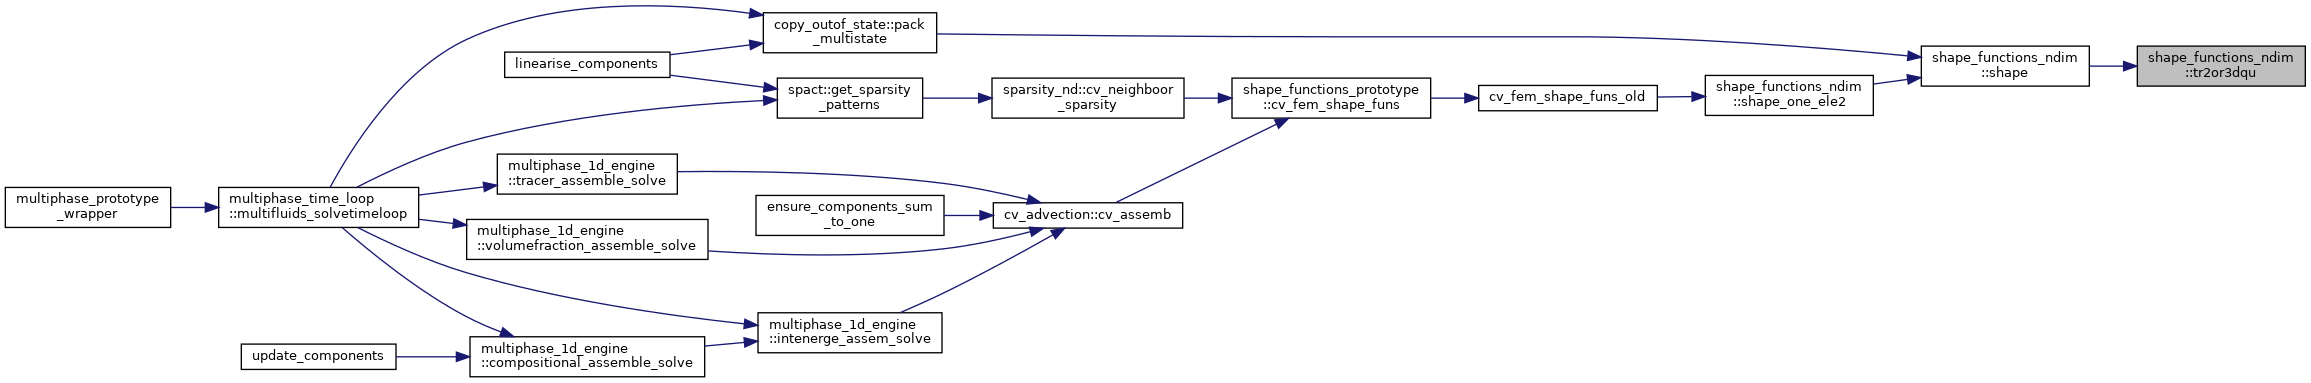 copy_outof_state::pack
_multistate
linearise_components
shape_functions_ndim
::shape
shape_functions_ndim
::tr2or3dqu
spact::get_sparsity
_patterns
sparsity_nd::cv_neighboor
_sparsity
shape_functions_prototype
::cv_fem_shape_funs
cv_fem_shape_funs_old
shape_functions_ndim
::shape_one_ele2
multiphase_1d_engine
::tracer_assemble_solve
multiphase_prototype
_wrapper
multiphase_time_loop
::multifluids_solvetimeloop
ensure_components_sum
_to_one
cv_advection::cv_assemb
multiphase_1d_engine
::volumefraction_assemble_solve
multiphase_1d_engine
::intenerge_assem_solve
update_components
multiphase_1d_engine
::compositional_assemble_solve